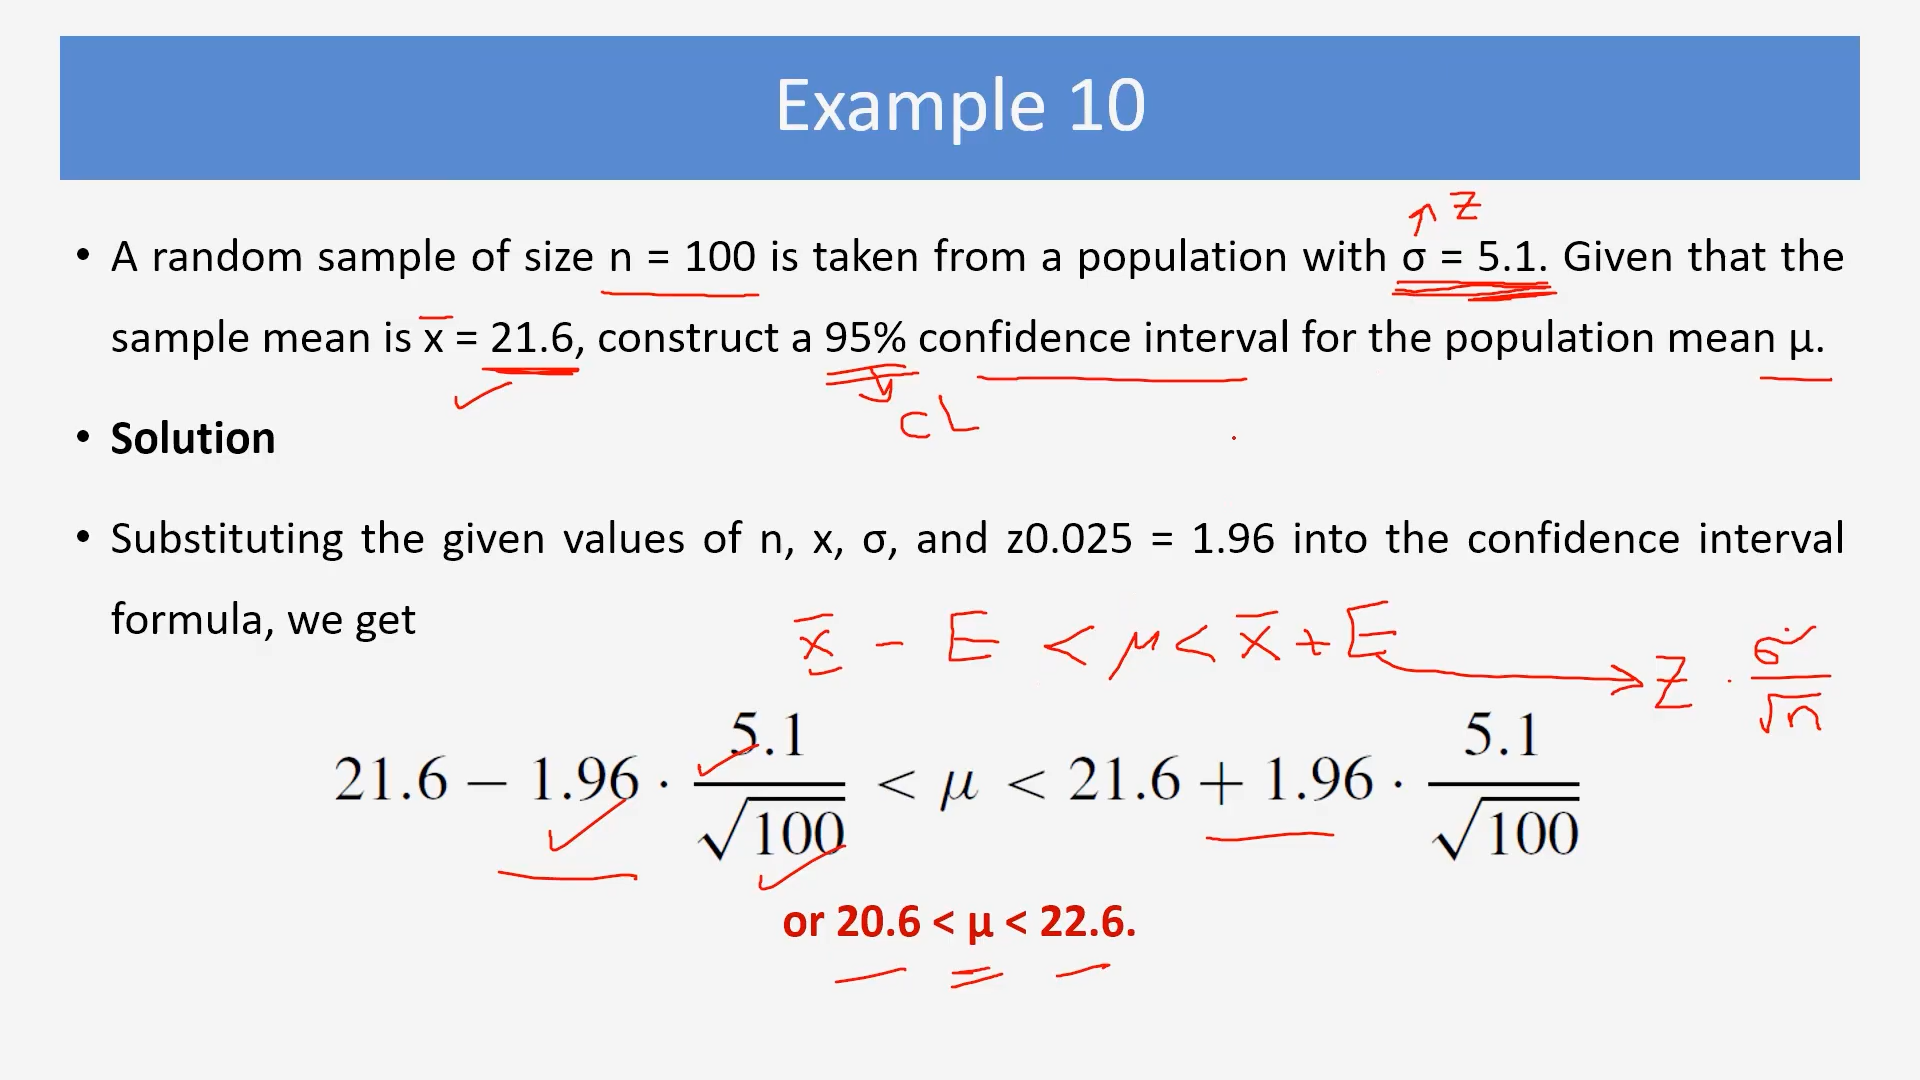 Example 10
↑ Z
• A random sample of size n = 100 is taken from a population with σ = 5.1. Given that the
sample mean is x̅ = 21.6, construct a 95% confidence interval for the population mean μ.
CL
• Solution
• Substituting the given values of n, x, σ, and z0.025 = 1.96 into the confidence interval
formula, we get
x̅ - E < μ < x̅ + E → Z · σ/√n
21.6 − 1.96 · 5.1/√100 < μ < 21.6 + 1.96 · 5.1/√100
or 20.6 < μ < 22.6.